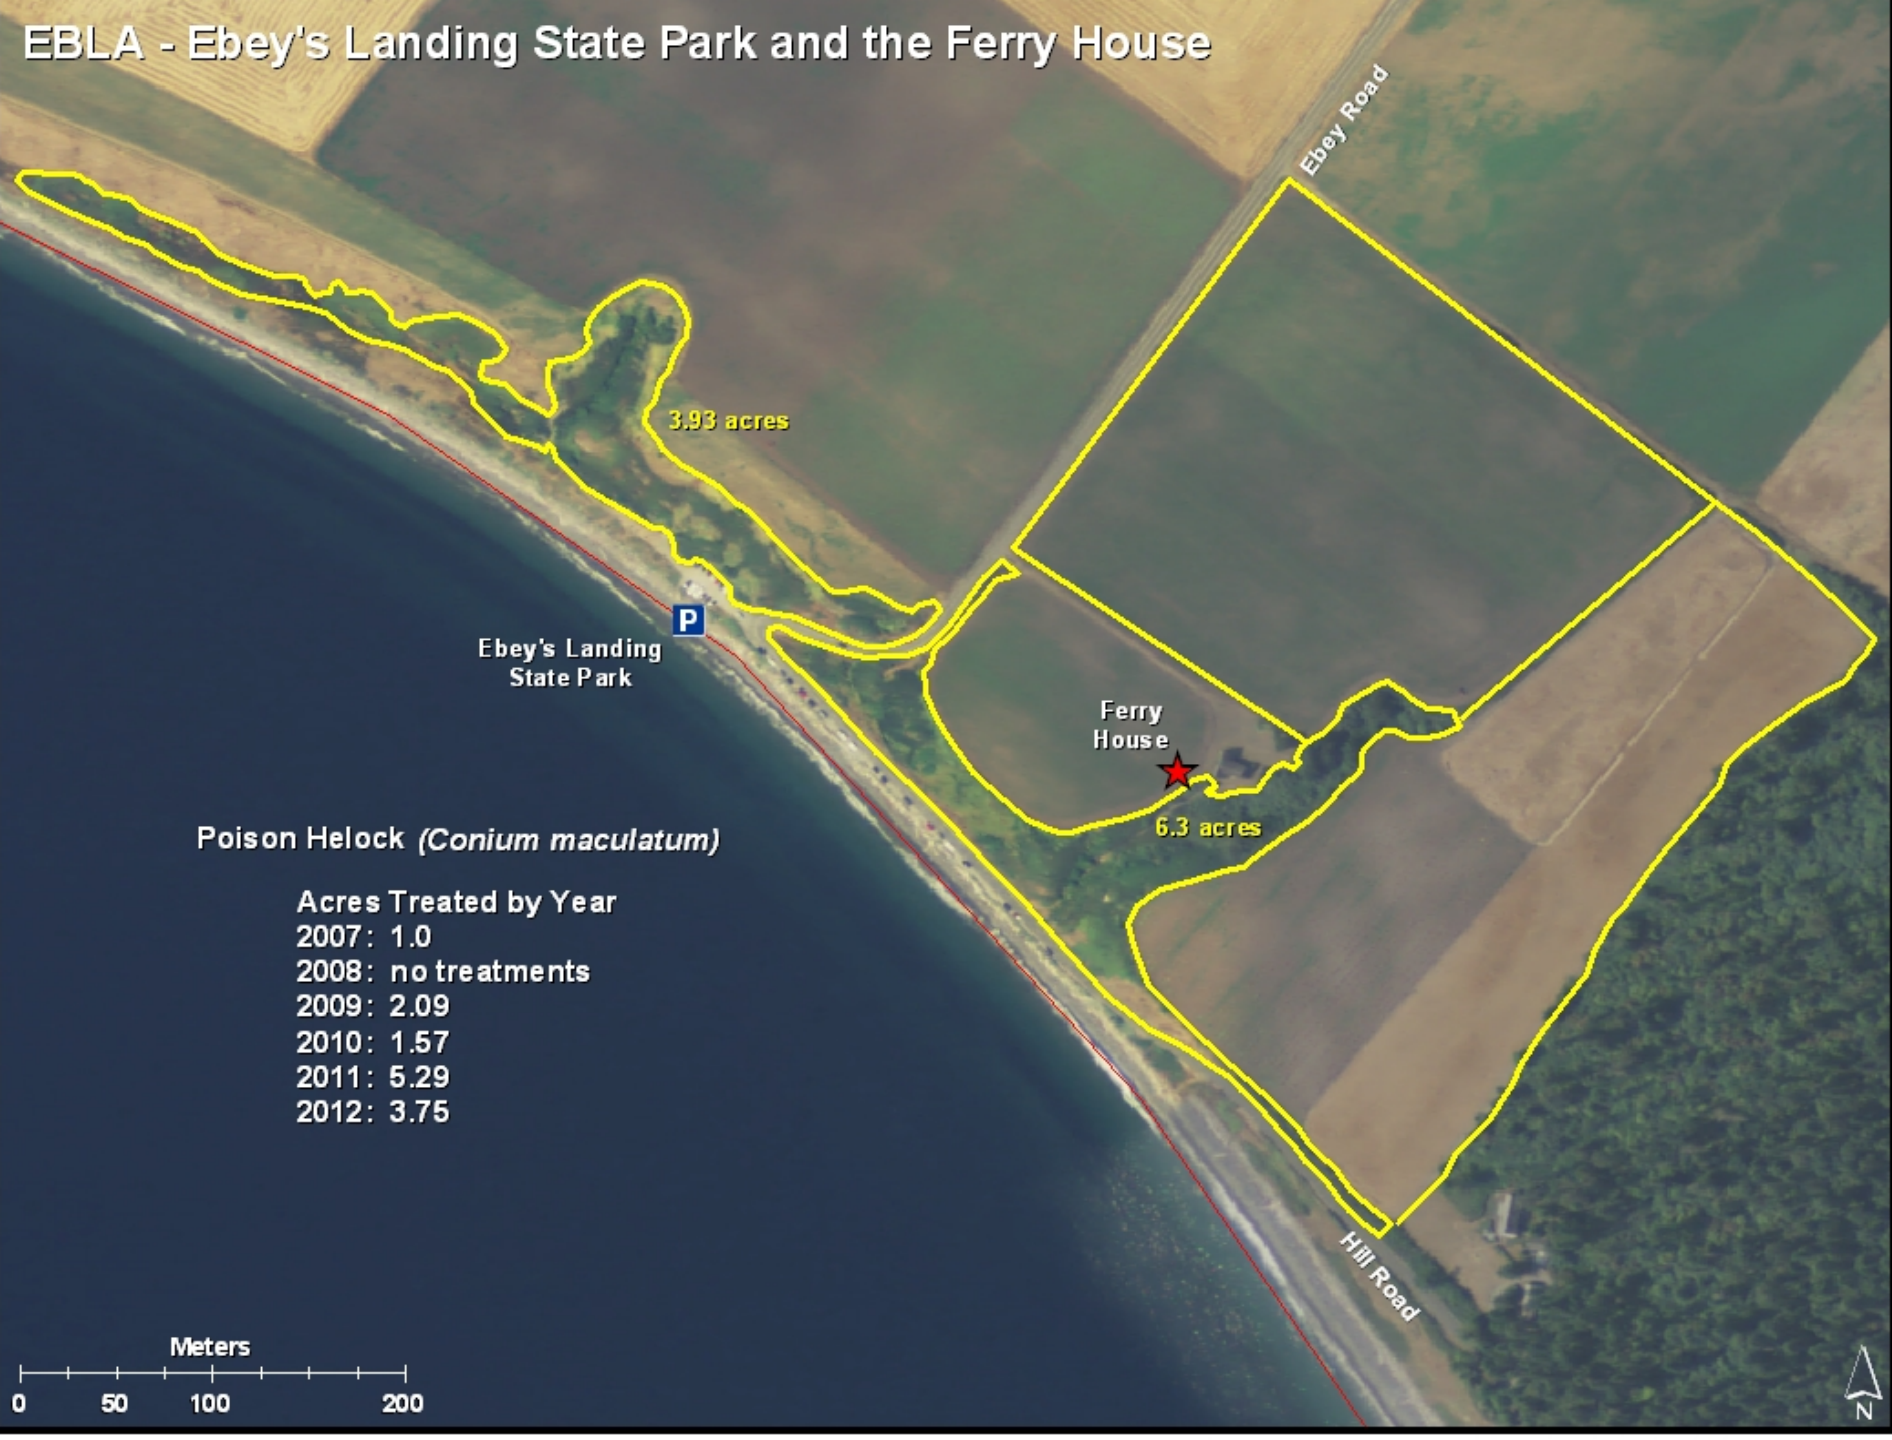 EBLA - Ebey's Landing State Park and the Ferry House
Ebey Road
3.93 acres
P
Ebey's Landing
State Park
Ferry
House
6.3 acres
Poison Helock (Conium maculatum)
Acres Treated by Year
2007: 1.0
2008: no treatments
2009: 2.09
2010: 1.57
2011: 5.29
2012: 3.75
Hill Road
Meters
0 50 100 200
N